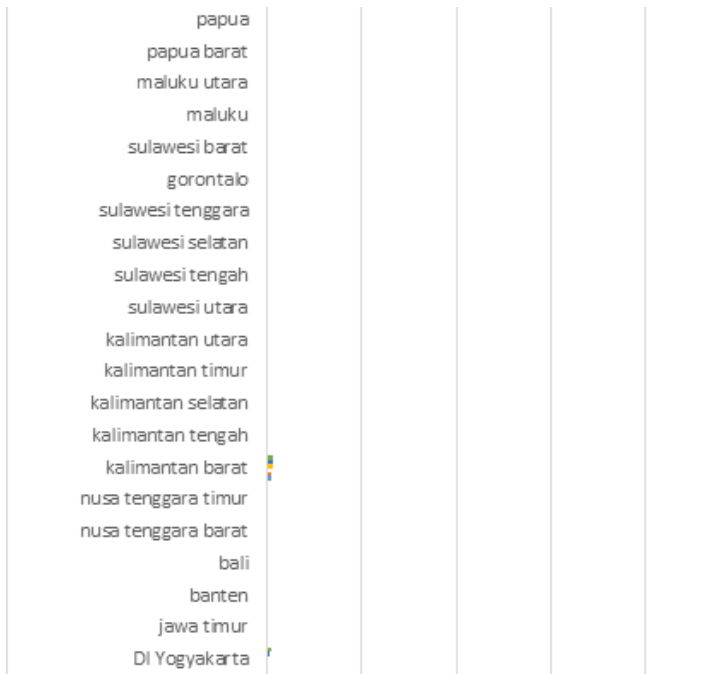 papua
papua barat
maluku utara
maluku
sulawesi barat
gorontalo
sulawesi tenggara
sulawesi selatan
sulawesi tengah
sulawesi utara
kalimantan utara
kalimantan timur
kalimantan selatan
kalimantan tengah
kalimantan barat
nusa tenggara timur
nusa tenggara barat
bali
banten
jawa timur
DI Yogyakarta